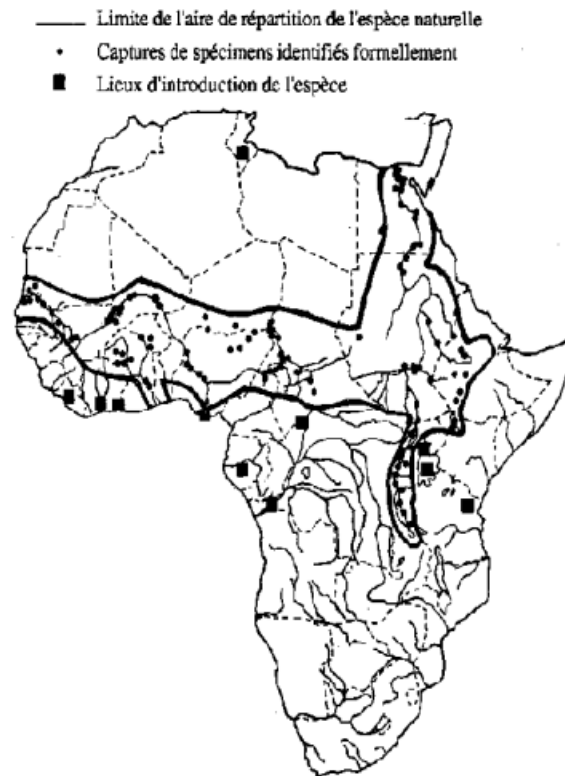 Limite de l'aire de répartition de l'espèce naturelle
Captures de spécimens identifiés formellement
Lieux d'introduction de l'espèce